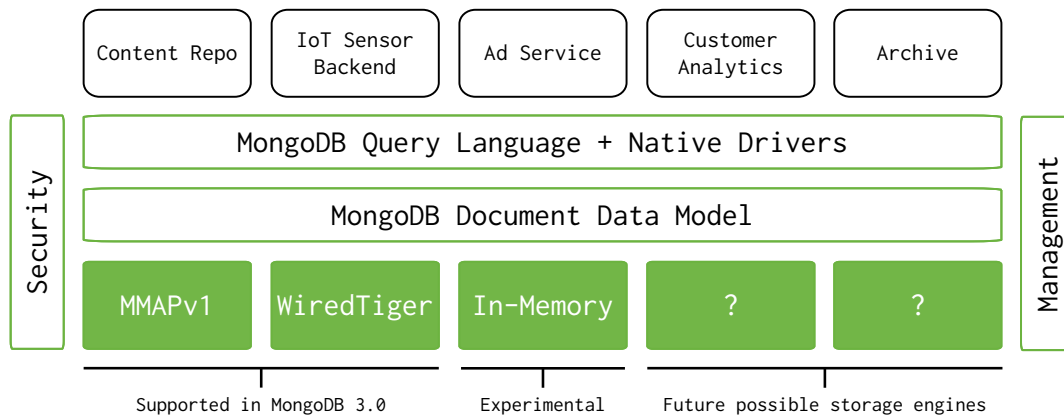 Content Repo
IoT Sensor
Backend
Ad Service
Customer
Analytics
Archive
Security
MongoDB Query Language + Native Drivers
Management
MongoDB Document Data Model
MMAPv1
WiredTiger
In-Memory
?
?
Supported in MongoDB 3.0
Experimental
Future possible storage engines